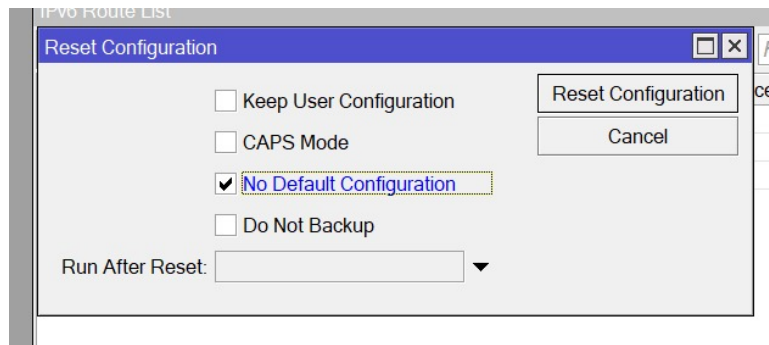 IPv6 Route List
Reset Configuration
Keep User Configuration
Reset Configuration
CAPS Mode
Cancel
No Default Configuration
Do Not Backup
Run After Reset: